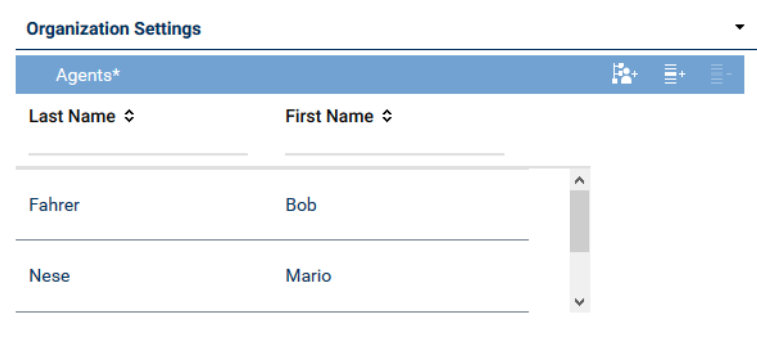 Organization Settings
Agents*
Last Name First Name
Fahrer Bob
Nese Mario